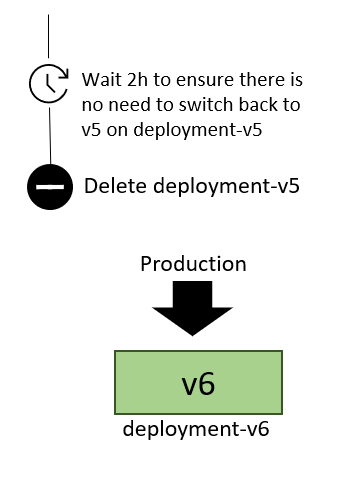 Wait 2h to ensure there is
no need to switch back to
v5 on deployment-v5
Delete deployment-v5
Production
v6
deployment-v6